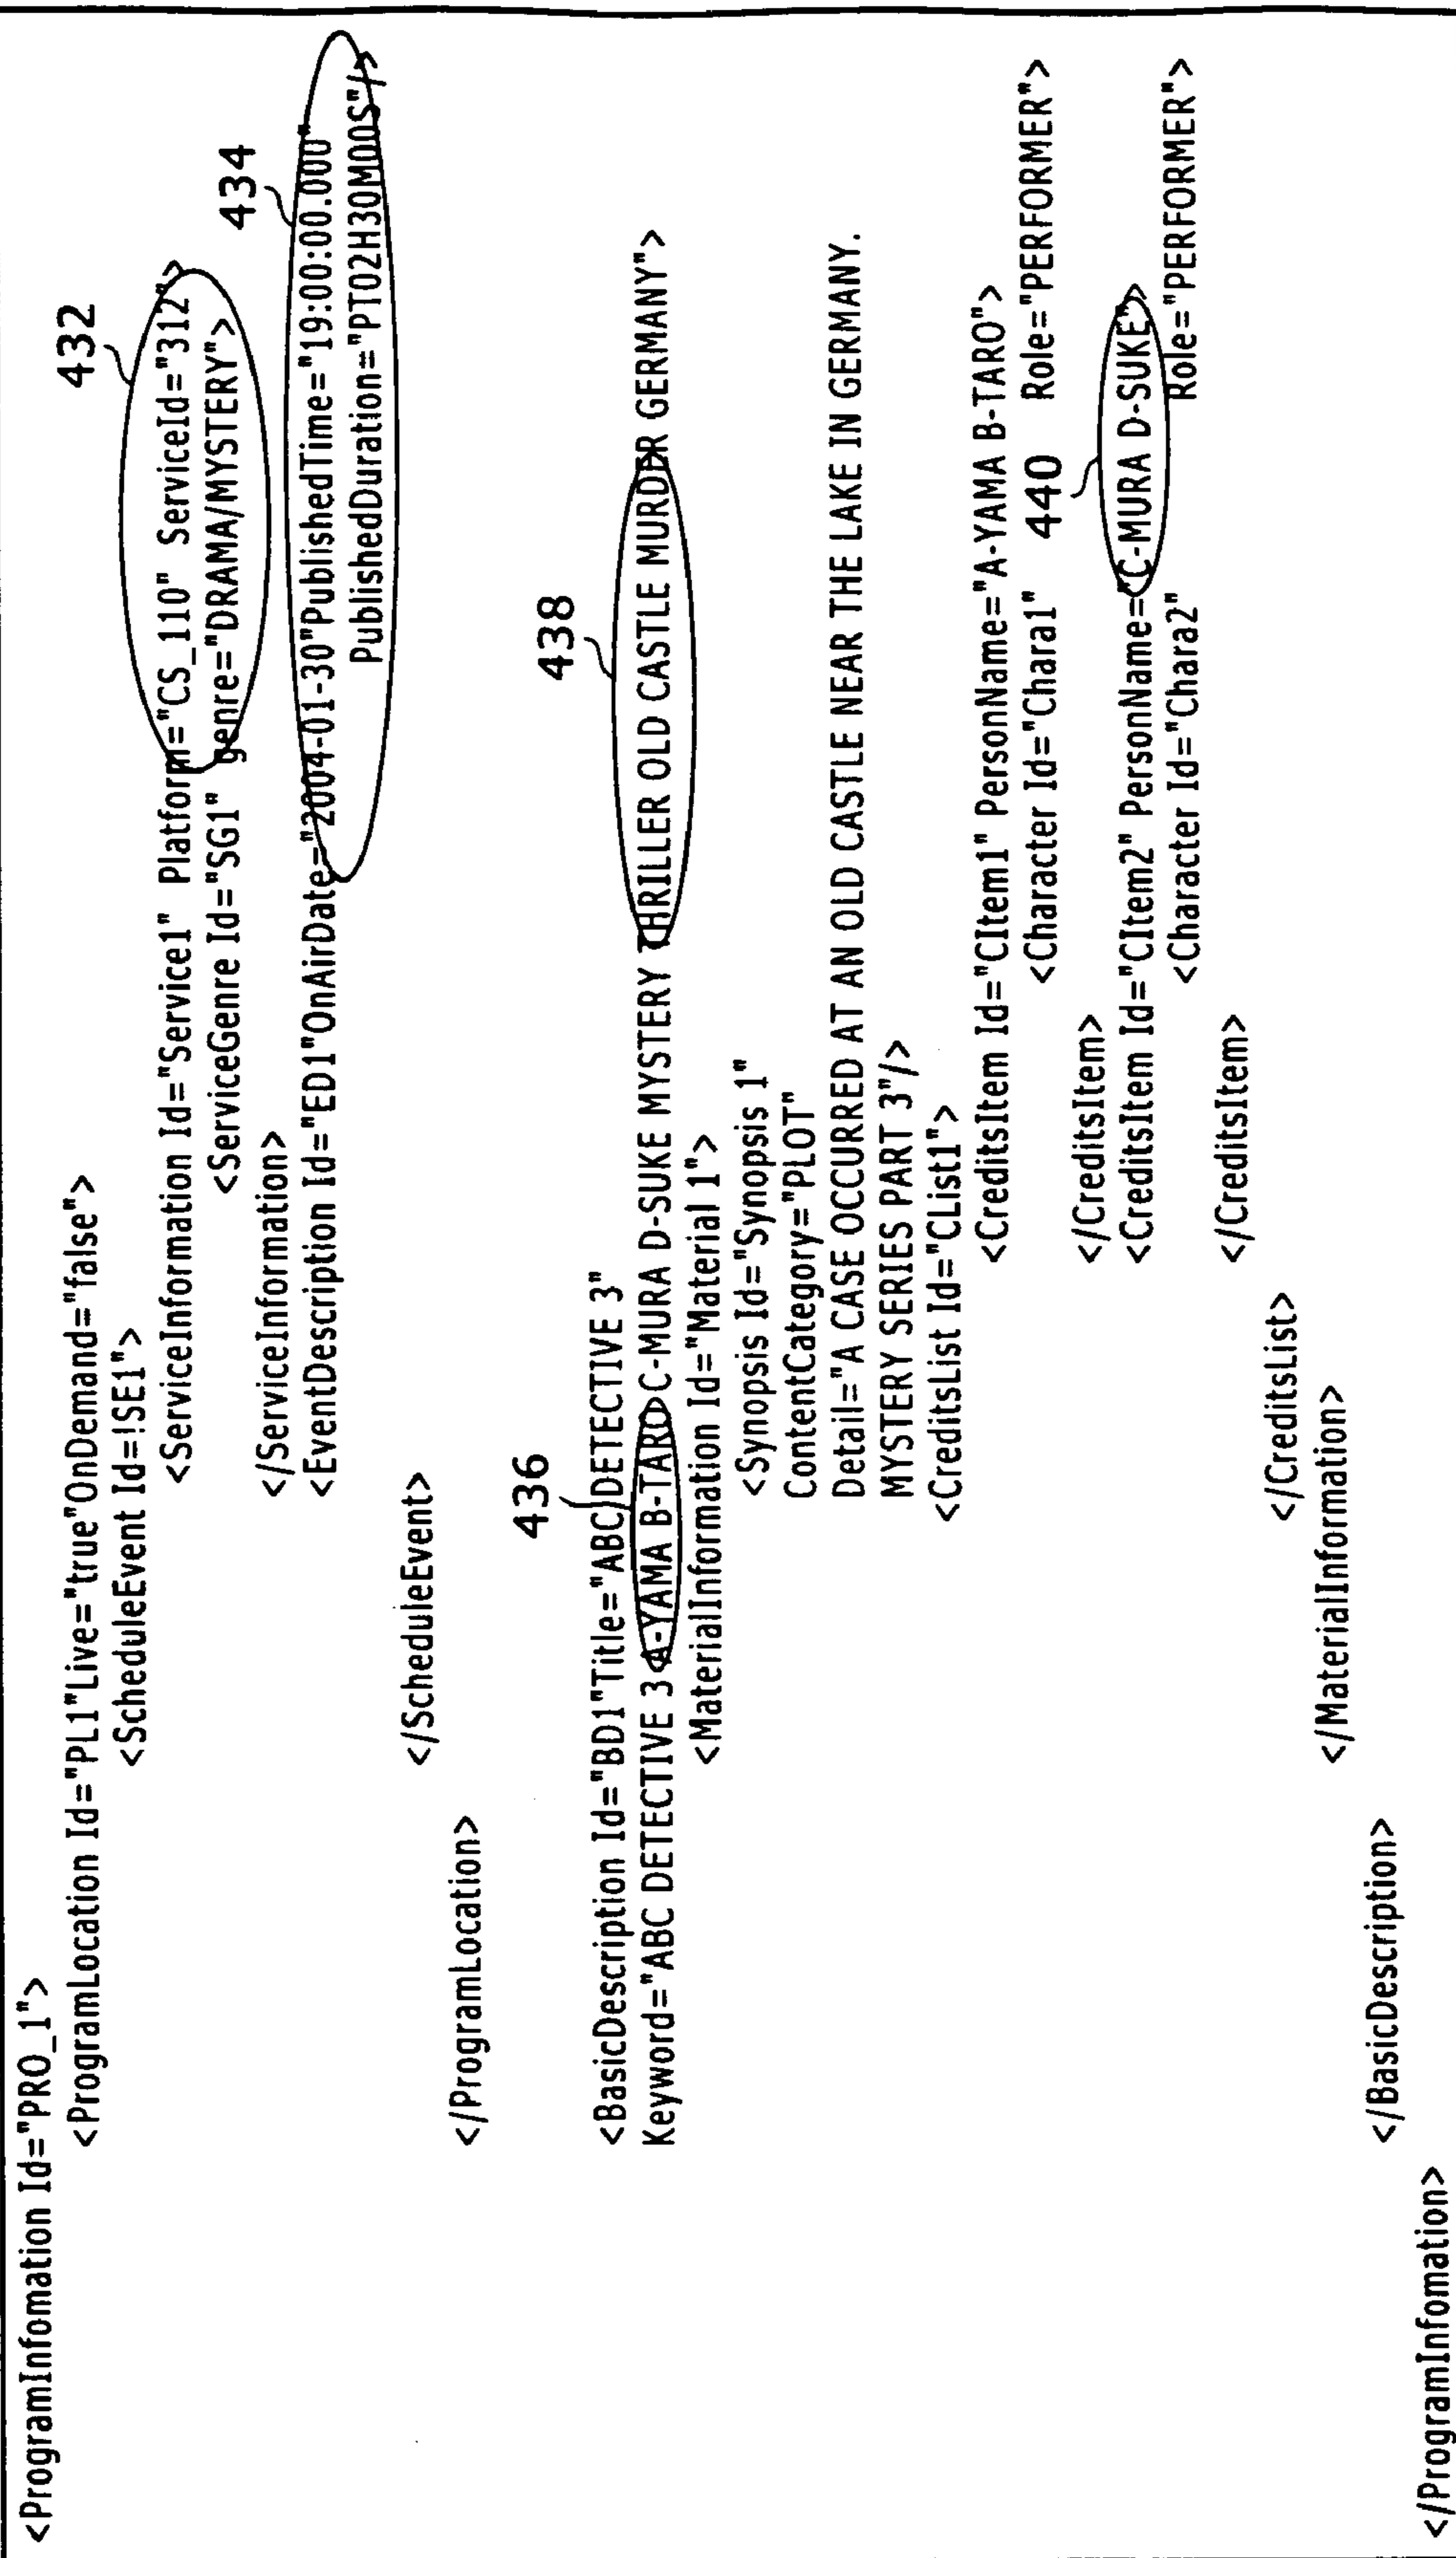 <ProgramInfomation Id="PRO_1">
<ProgramLocation Id="PL1"Live="true"OnDemand="false">
<ScheduleEvent Id=!SE1">
432
<ServiceInformation Id="Service1" Platform="CS_110" ServiceId="312">
<ServiceGenre Id="SG1" genre="DRAMA/MYSTERY">
434
</ServiceInformation>
<EventDescription Id="ED1"OnAirDate="2004-01-30"PublishedTime="19:00:00.000"
PublishedDuration="PT02H30M00S"/>
</ScheduleEvent>
</ProgramLocation>
436
438
<BasicDescription Id="BD1"Title="ABC DETECTIVE 3"
Keyword="ABC DETECTIVE 3 A-YAMA B-TARO C-MURA D-SUKE MYSTERY THRILLER OLD CASTLE MURDER GERMANY">
<MaterialInformation Id="Material 1">
<Synopsis Id="Synopsis 1"
ContentCategory="PLOT"
Detail="A CASE OCCURRED AT AN OLD CASTLE NEAR THE LAKE IN GERMANY.
MYSTERY SERIES PART 3"/>
<CreditsList Id="CList1">
<CreditsItem Id="CItem1" PersonName="A-YAMA B-TARO">
<Character Id="Chara1" Role="PERFORMER">
440
</CreditsItem>
<CreditsItem Id="CItem2" PersonName="C-MURA D-SUKE">
<Character Id="Chara2" Role="PERFORMER">
</CreditsItem>
</CreditsList>
</MaterialInformation>
</BasicDescription>
</ProgramInfomation>